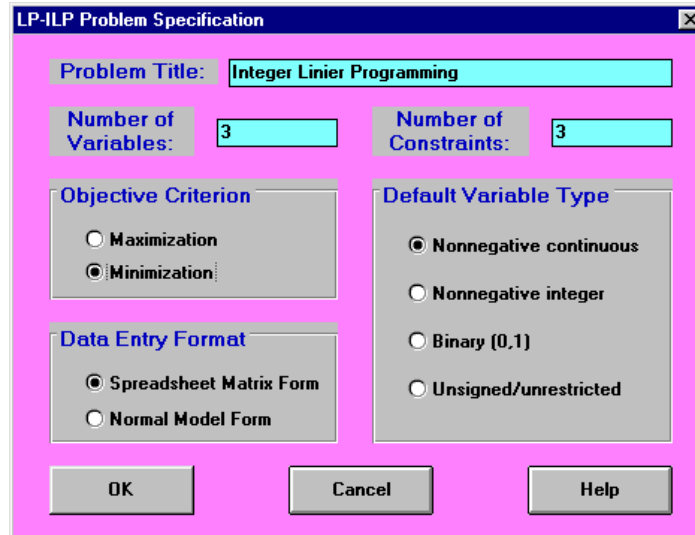 LP-ILP Problem Specification
Problem Title: Integer Linier Programming
Number of Variables: 3
Number of Constraints: 3
Objective Criterion
Maximization
Minimization
Default Variable Type
Nonnegative continuous
Nonnegative integer
Binary (0,1)
Unsigned/unrestricted
Data Entry Format
Spreadsheet Matrix Form
Normal Model Form
OK
Cancel
Help